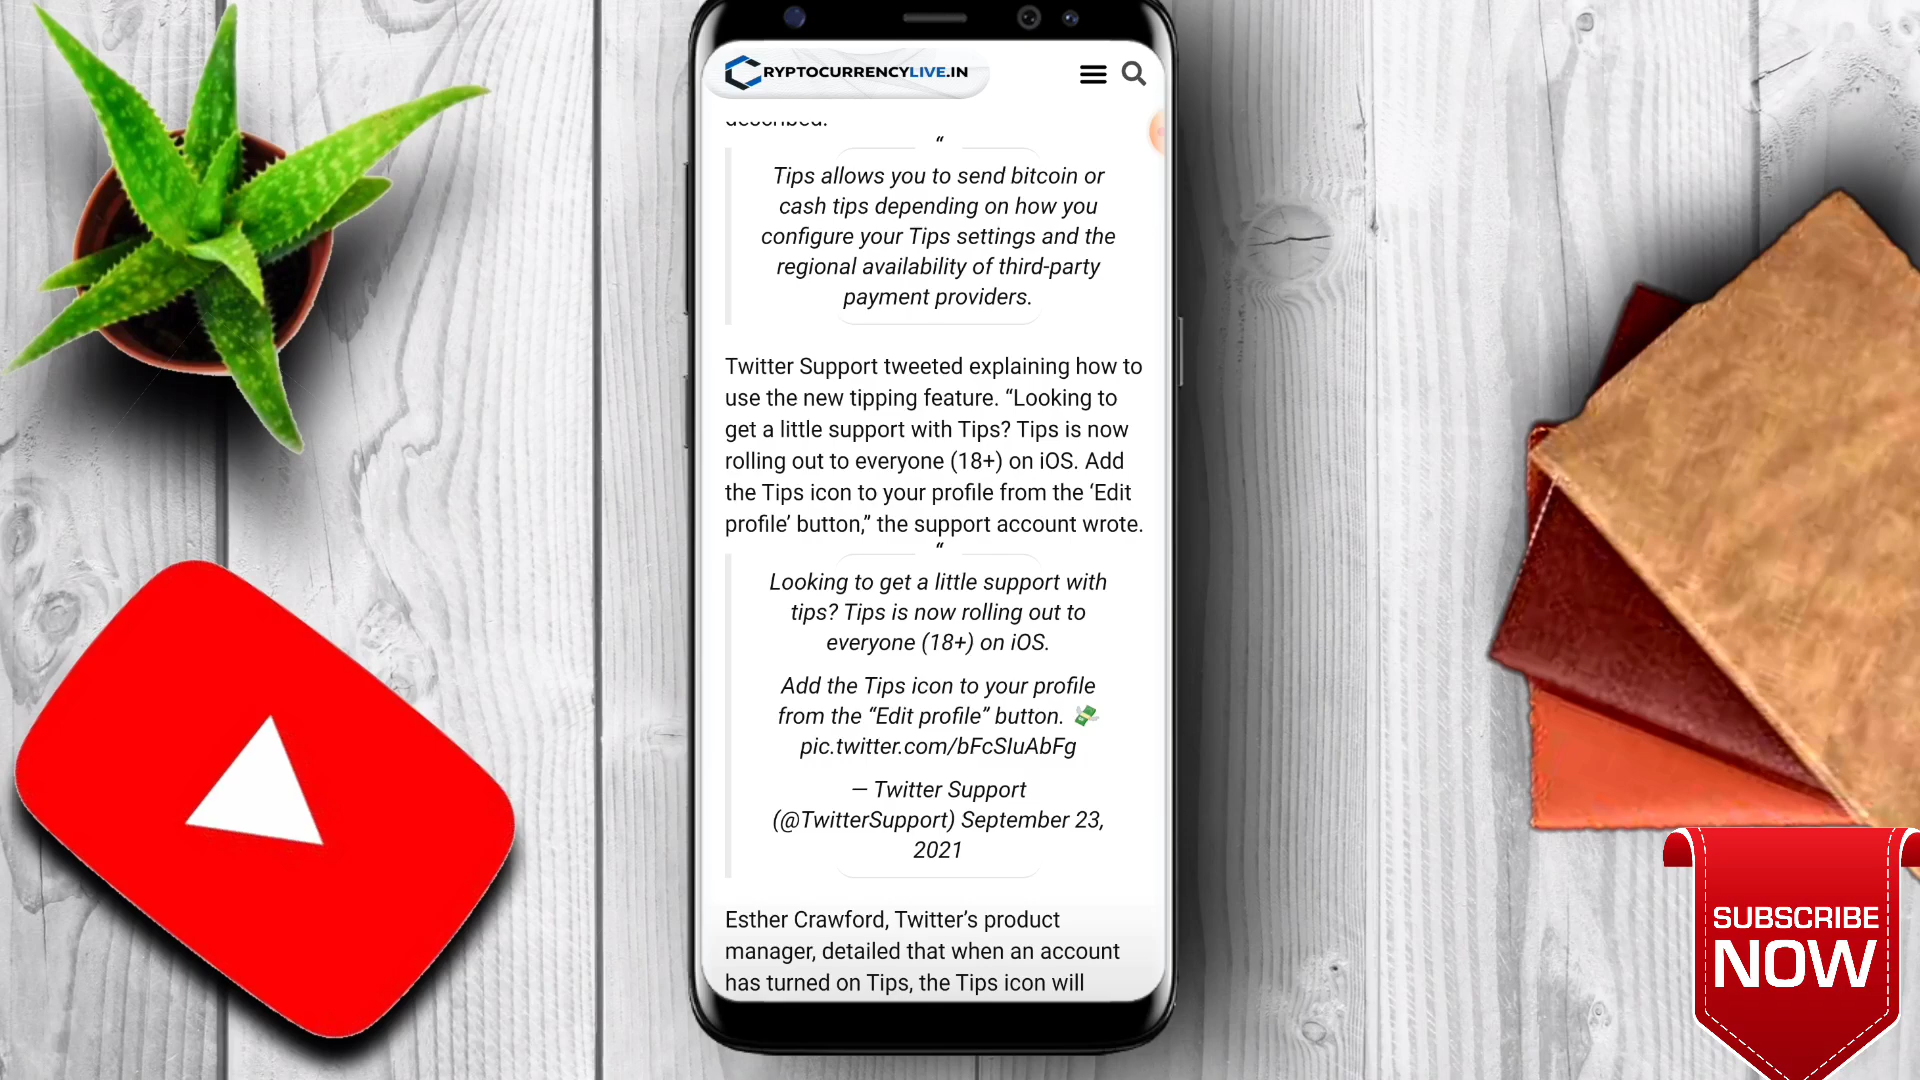 RYPTOCURRENCYLIVE.IN
described.
“
Tips allows you to send bitcoin or
cash tips depending on how you
configure your Tips settings and the
regional availability of third-party
payment providers.
Twitter Support tweeted explaining how to
use the new tipping feature. “Looking to
get a little support with Tips? Tips is now
rolling out to everyone (18+) on iOS. Add
the Tips icon to your profile from the ‘Edit
profile’ button,” the support account wrote.
“
Looking to get a little support with
tips? Tips is now rolling out to
everyone (18+) on iOS.
Add the Tips icon to your profile
from the “Edit profile” button. 💸
pic.twitter.com/bFcSIuAbFg
— Twitter Support
(@TwitterSupport) September 23,
2021
Esther Crawford, Twitter’s product
manager, detailed that when an account
has turned on Tips, the Tips icon will
SUBSCRIBE
NOW